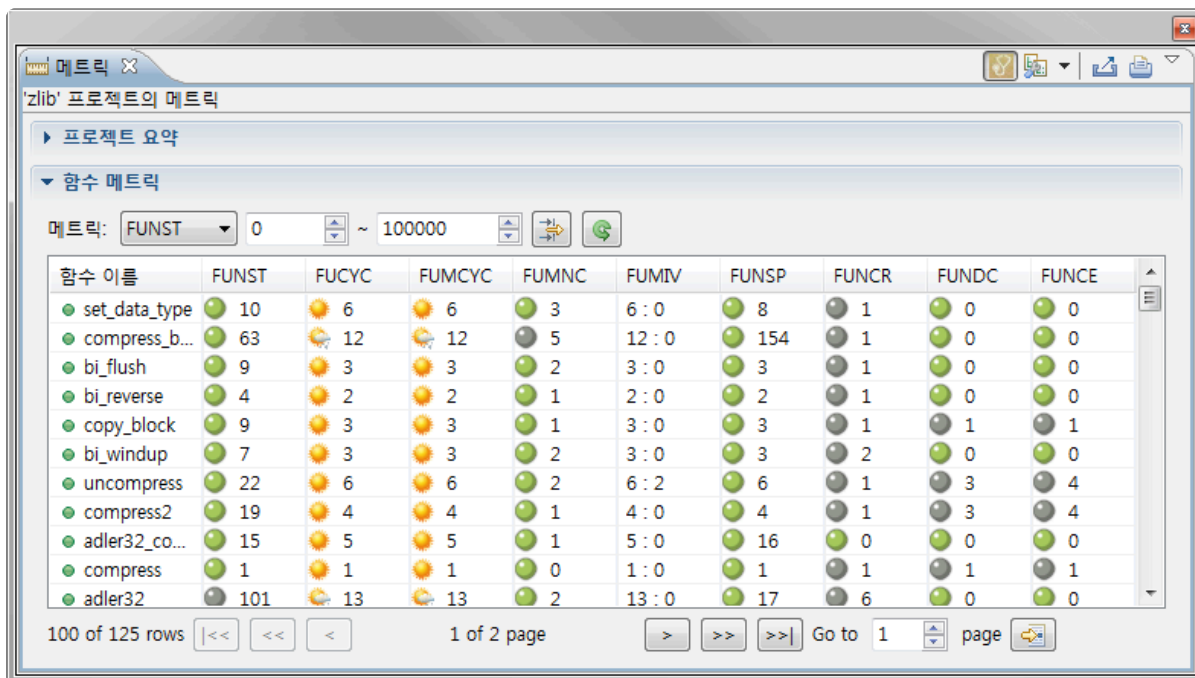 메트릭
'zlib' 프로젝트의 메트릭
프로젝트 요약
함수 메트릭
메트릭: FUNST 0 ~ 100000
함수 이름 FUNST FUCYC FUMCYC FUMNC FUMIV FUNSP FUNCR FUNDC FUNCE
set_data_type 10 6 6 3 6 : 0 8 1 0 0
compress_b... 63 12 12 5 12 : 0 154 1 0 0
bi_flush 9 3 3 2 3 : 0 3 1 0 0
bi_reverse 4 2 2 1 2 : 0 2 1 0 0
copy_block 9 3 3 1 3 : 0 3 1 1 1
bi_windup 7 3 3 2 3 : 0 3 2 0 0
uncompress 22 6 6 2 6 : 2 6 1 3 4
compress2 19 4 4 1 4 : 0 4 1 3 4
adler32_co... 15 5 5 1 5 : 0 16 0 0 0
compress 1 1 1 0 1 : 0 1 1 1 1
adler32 101 13 13 2 13 : 0 17 6 0 0
100 of 125 rows |<< << < 1 of 2 page > >> >>| Go to 1 page